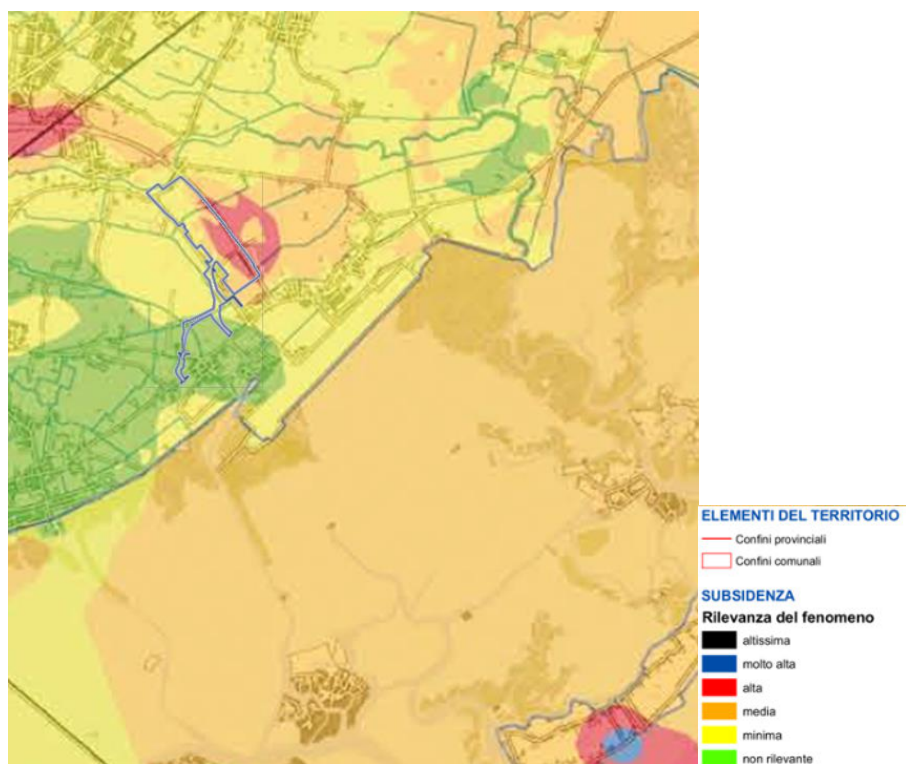 ELEMENTI DEL TERRITORIO
Confini provinciali
Confini comunali
SUBSIDENZA
Rilevanza del fenomeno
altissima
molto alta
alta
media
minima
non rilevante